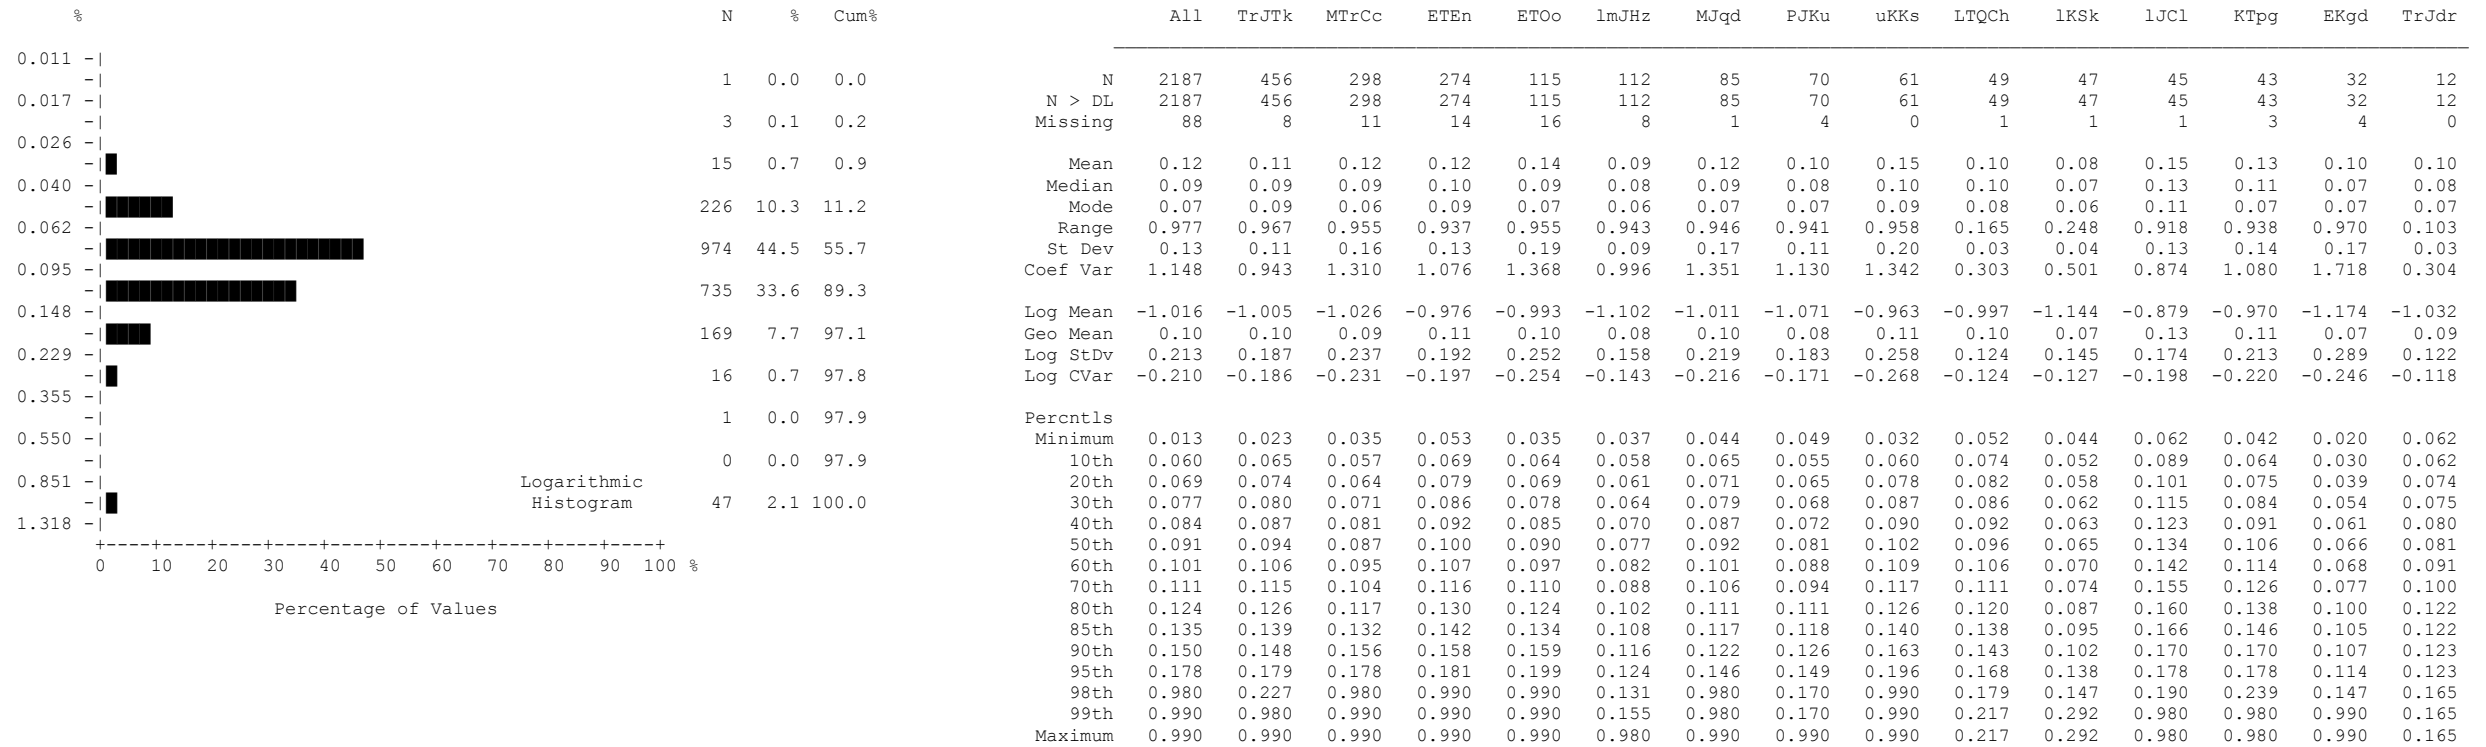 % N % Cum% All TrJTk MTrCc ETEn ETOo lmJHz MJqd PJKu uKKs LTQCh lKSk lJCl KTpg EKgd TrJdr
0.011 -|
-| 1 0.0 0.0 N 2187 456 298 274 115 112 85 70 61 49 47 45 43 32 12
0.017 -| N > DL 2187 456 298 274 115 112 85 70 61 49 47 45 43 32 12
-| 3 0.1 0.2 Missing 88 8 11 14 16 8 1 4 0 1 1 1 3 4 0
0.026 -|
-| 15 0.7 0.9 Mean 0.12 0.11 0.12 0.12 0.14 0.09 0.12 0.10 0.15 0.10 0.08 0.15 0.13 0.10 0.10
0.040 -| Median 0.09 0.09 0.09 0.10 0.09 0.08 0.09 0.08 0.10 0.10 0.07 0.13 0.11 0.07 0.08
-| 226 10.3 11.2 Mode 0.07 0.09 0.06 0.09 0.07 0.06 0.07 0.07 0.09 0.08 0.06 0.11 0.07 0.07 0.07
0.062 -| Range 0.977 0.967 0.955 0.937 0.955 0.943 0.946 0.941 0.958 0.165 0.248 0.918 0.938 0.970 0.103
-| 974 44.5 55.7 St Dev 0.13 0.11 0.16 0.13 0.19 0.09 0.17 0.11 0.20 0.03 0.04 0.13 0.14 0.17 0.03
0.095 -| Coef Var 1.148 0.943 1.310 1.076 1.368 0.996 1.351 1.130 1.342 0.303 0.501 0.874 1.080 1.718 0.304
-| 735 33.6 89.3
0.148 -| Log Mean -1.016 -1.005 -1.026 -0.976 -0.993 -1.102 -1.011 -1.071 -0.963 -0.997 -1.144 -0.879 -0.970 -1.174 -1.032
-| 169 7.7 97.1 Geo Mean 0.10 0.10 0.09 0.11 0.10 0.08 0.10 0.08 0.11 0.10 0.07 0.13 0.11 0.07 0.09
0.229 -| Log StDv 0.213 0.187 0.237 0.192 0.252 0.158 0.219 0.183 0.258 0.124 0.145 0.174 0.213 0.289 0.122
-| 16 0.7 97.8 Log CVar -0.210 -0.186 -0.231 -0.197 -0.254 -0.143 -0.216 -0.171 -0.268 -0.124 -0.127 -0.198 -0.220 -0.246 -0.118
0.355 -|
-| 1 0.0 97.9 Percntls
0.550 -| Minimum 0.013 0.023 0.035 0.053 0.035 0.037 0.044 0.049 0.032 0.052 0.044 0.062 0.042 0.020 0.062
-| 0 0.0 97.9 10th 0.060 0.065 0.057 0.069 0.064 0.058 0.065 0.055 0.060 0.074 0.052 0.089 0.064 0.030 0.062
0.851 -| Logarithmic 20th 0.069 0.074 0.064 0.079 0.069 0.061 0.071 0.065 0.078 0.082 0.058 0.101 0.075 0.039 0.074
-| Histogram 47 2.1 100.0 30th 0.077 0.080 0.071 0.086 0.078 0.064 0.079 0.068 0.087 0.086 0.062 0.115 0.084 0.054 0.075
1.318 -| 40th 0.084 0.087 0.081 0.092 0.085 0.070 0.087 0.072 0.090 0.092 0.063 0.123 0.091 0.061 0.080
+----+----+----+----+----+----+----+----+----+----+ 50th 0.091 0.094 0.087 0.100 0.090 0.077 0.092 0.081 0.102 0.096 0.065 0.134 0.106 0.066 0.081
0 10 20 30 40 50 60 70 80 90 100 % 60th 0.101 0.106 0.095 0.107 0.097 0.082 0.101 0.088 0.109 0.106 0.070 0.142 0.114 0.068 0.091
70th 0.111 0.115 0.104 0.116 0.110 0.088 0.106 0.094 0.117 0.111 0.074 0.155 0.126 0.077 0.100
Percentage of Values 80th 0.124 0.126 0.117 0.130 0.124 0.102 0.111 0.111 0.126 0.120 0.087 0.160 0.138 0.100 0.122
85th 0.135 0.139 0.132 0.142 0.134 0.108 0.117 0.118 0.140 0.138 0.095 0.166 0.146 0.105 0.122
90th 0.150 0.148 0.156 0.158 0.159 0.116 0.122 0.126 0.163 0.143 0.102 0.170 0.170 0.107 0.123
95th 0.178 0.179 0.178 0.181 0.199 0.124 0.146 0.149 0.196 0.168 0.138 0.178 0.178 0.114 0.123
98th 0.980 0.227 0.980 0.990 0.990 0.131 0.980 0.170 0.990 0.179 0.147 0.190 0.239 0.147 0.165
99th 0.990 0.980 0.990 0.990 0.990 0.155 0.980 0.170 0.990 0.217 0.292 0.980 0.980 0.990 0.165
Maximum 0.990 0.990 0.990 0.990 0.990 0.980 0.990 0.990 0.990 0.217 0.292 0.980 0.980 0.990 0.165